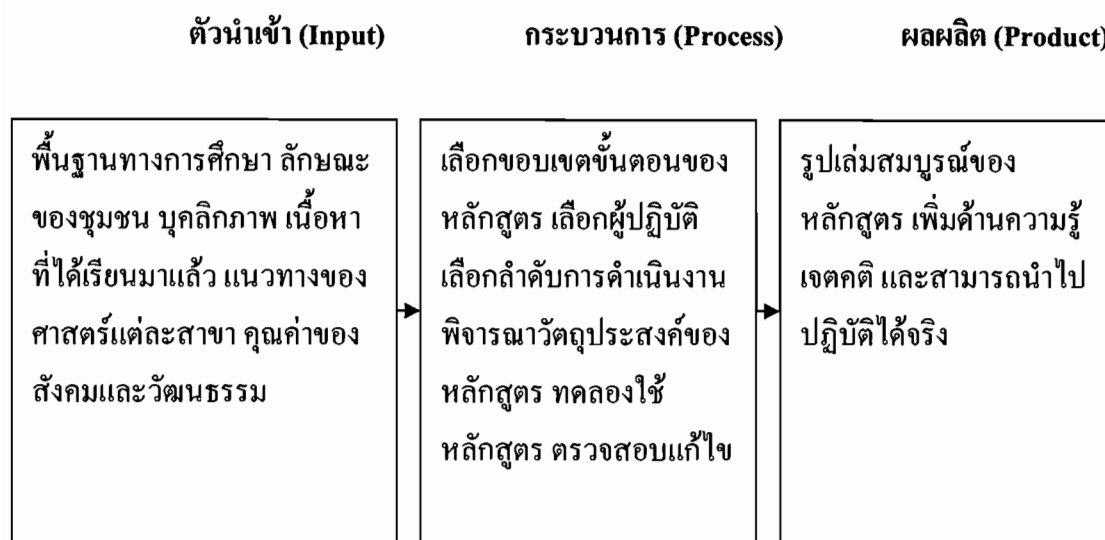 ตัวนำเข้า (Input) กระบวนการ (Process) ผลผลิต (Product)
พื้นฐานทางการศึกษา ลักษณะ
ของชุมชน บุคลิกภาพ เนื้อหา
ที่ได้เรียนมาแล้ว แนวทางของ
ศาสตร์แต่ละสาขา คุณค่าของ
สังคมและวัฒนธรรม
เลือกขอบเขตขั้นตอนของ
หลักสูตร เลือกผู้ปฏิบัติ
เลือกลำดับการดำเนินงาน
พิจารณาวัตถุประสงค์ของ
หลักสูตร ทดลองใช้
หลักสูตร ตรวจสอบแก้ไข
รูปเล่มสมบูรณ์ของ
หลักสูตร เพิ่มด้านความรู้
เจตคติ และสามารถนำไป
ปฏิบัติได้จริง